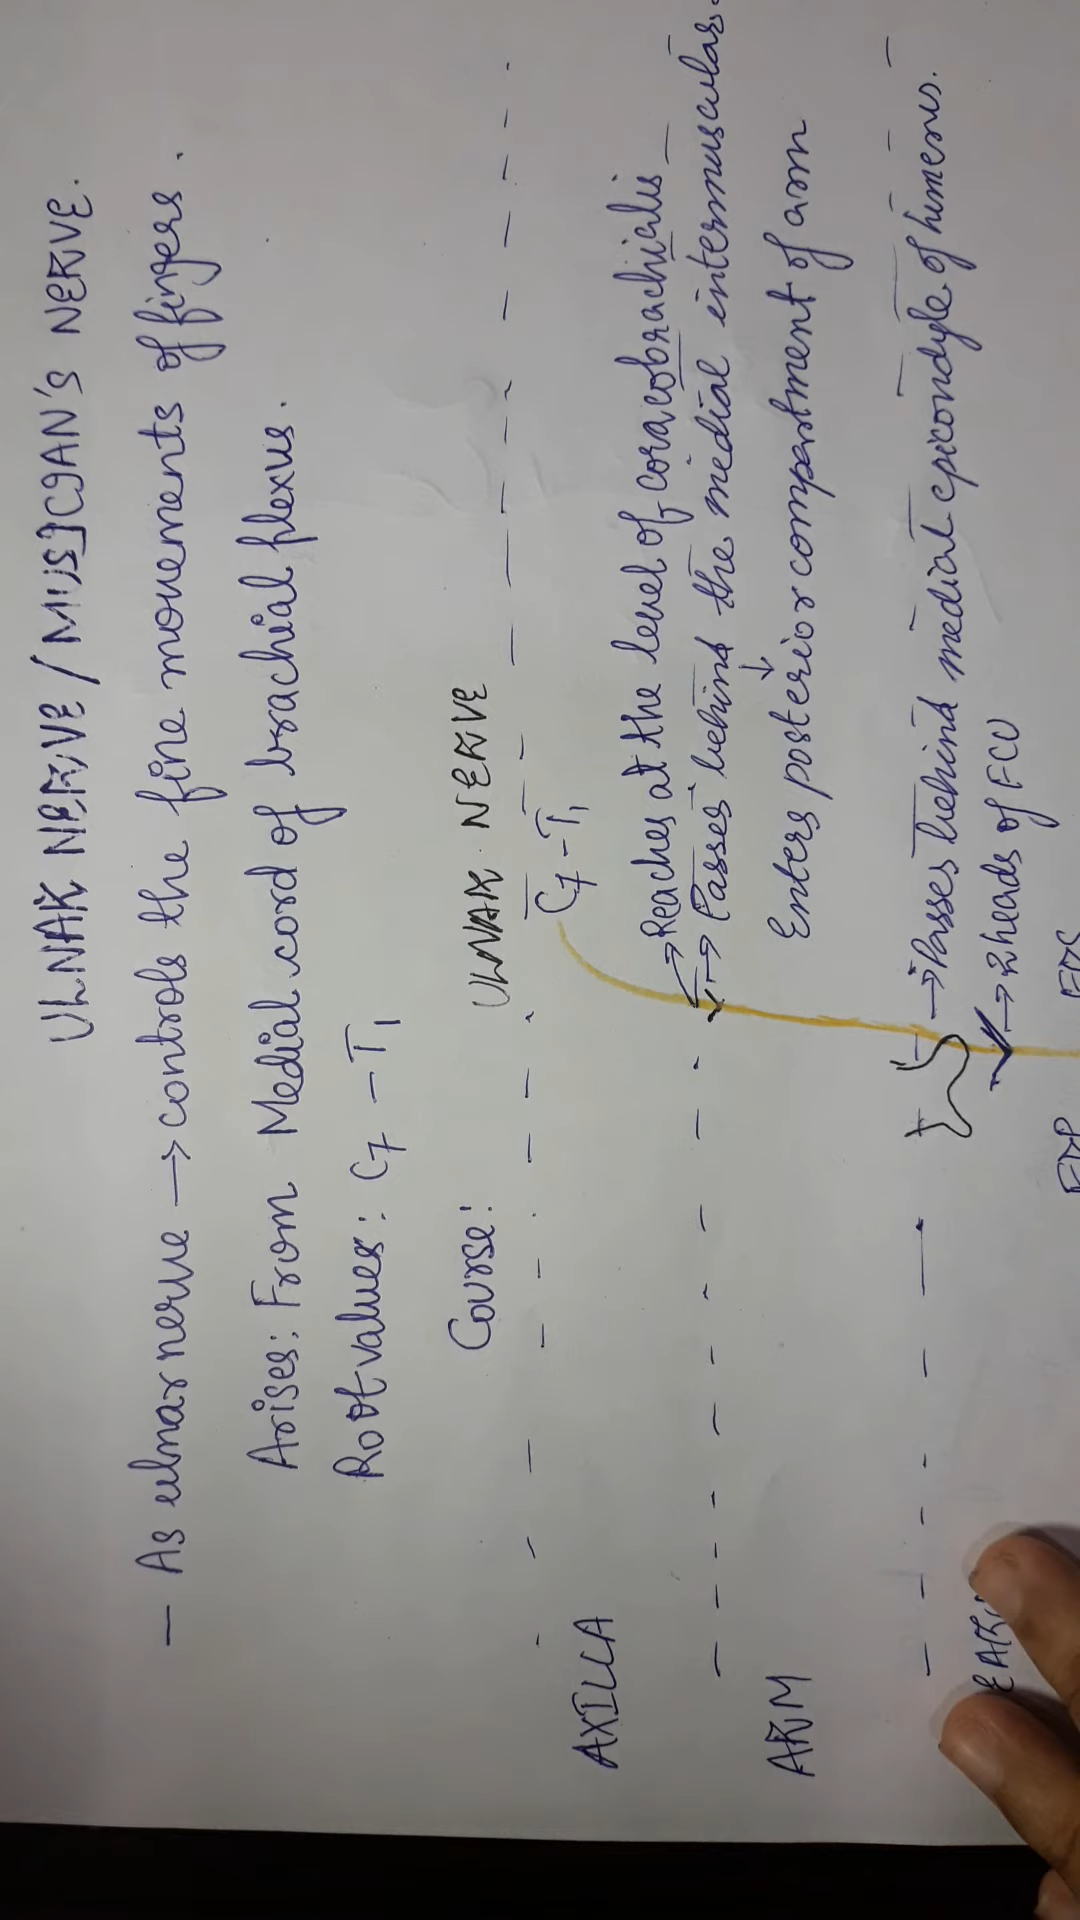 ULNAR NERVE / MUSICIAN'S NERVE.
– As ulnar nerve → controls the fine movements of fingers.
Arises: From Medial cord of brachial plexus.
Root values: C7 – T1
Course:
ULNAR NERVE
C7 – T1
AXILLA
→ Reaches at the level of coracobrachialis
→ Passes behind the medial intermuscular
↓
Enters posterior compartment of arm
ARM
→ Passes behind medial epicondyle of humerus.
→ 2 heads of FCU
FDP
FDS